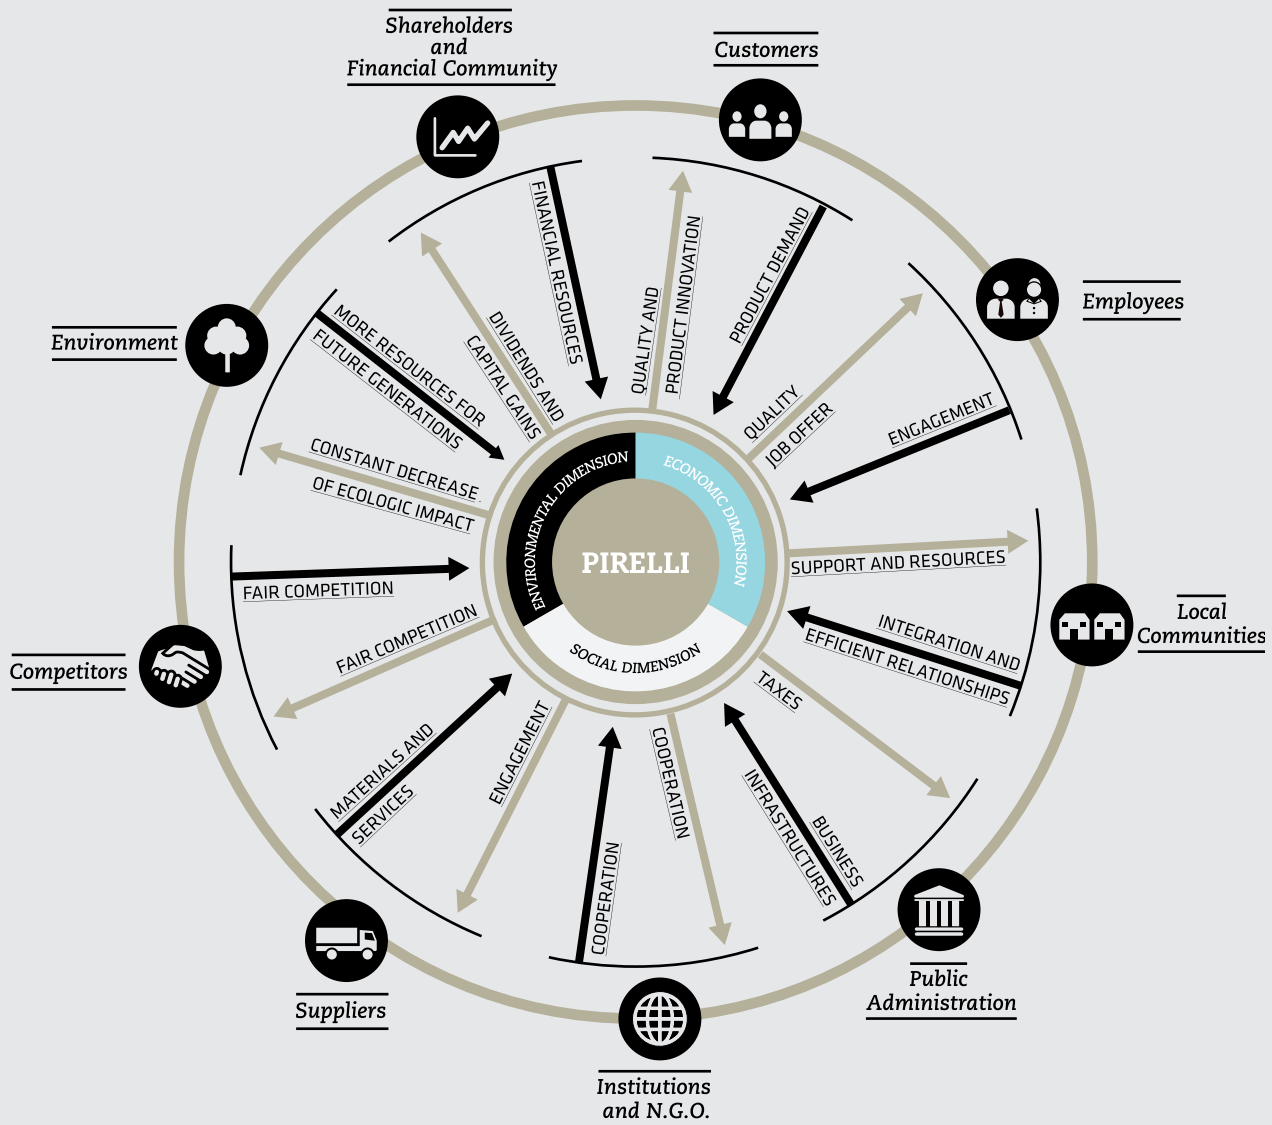 Shareholders
and
Financial Community
Customers
Employees
Local
Communities
Public
Administration
Institutions
and N.G.O.
Suppliers
Competitors
Environment
FINANCIAL RESOURCES
DIVIDENDS AND
CAPITAL GAINS
QUALITY AND
PRODUCT INNOVATION
PRODUCT DEMAND
QUALITY
JOB OFFER
ENGAGEMENT
SUPPORT AND RESOURCES
INTEGRATION AND
EFFICIENT RELATIONSHIPS
TAXES
BUSINESS
INFRASTRUCTURES
COOPERATION
COOPERATION
ENGAGEMENT
MATERIALS AND
SERVICES
FAIR COMPETITION
FAIR COMPETITION
CONSTANT DECREASE
OF ECOLOGIC IMPACT
MORE RESOURCES FOR
FUTURE GENERATIONS
ENVIRONMENTAL DIMENSION
ECONOMIC DIMENSION
SOCIAL DIMENSION
PIRELLI